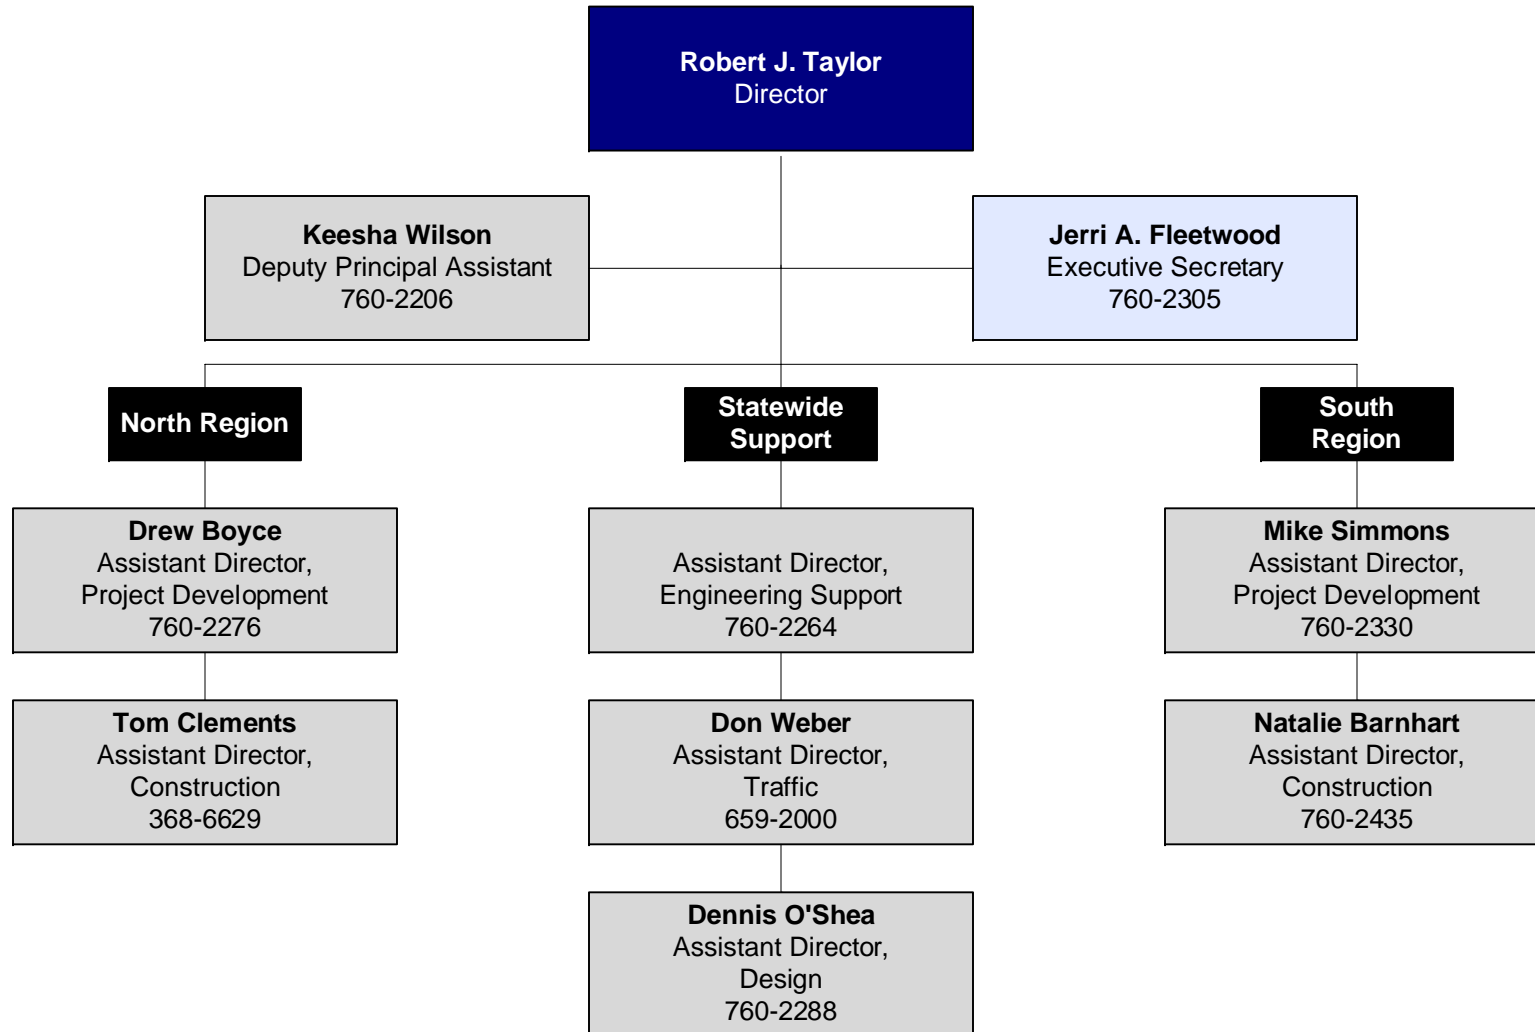 Robert J. Taylor
Director
Keesha Wilson
Deputy Principal Assistant
760-2206
Jerri A. Fleetwood
Executive Secretary
760-2305
North Region
Drew Boyce
Assistant Director,
Project Development
760-2276
Tom Clements
Assistant Director,
Construction
368-6629
Statewide
Support
Assistant Director,
Engineering Support
760-2264
Don Weber
Assistant Director,
Traffic
659-2000
Dennis O'Shea
Assistant Director,
Design
760-2288
South
Region
Mike Simmons
Assistant Director,
Project Development
760-2330
Natalie Barnhart
Assistant Director,
Construction
760-2435